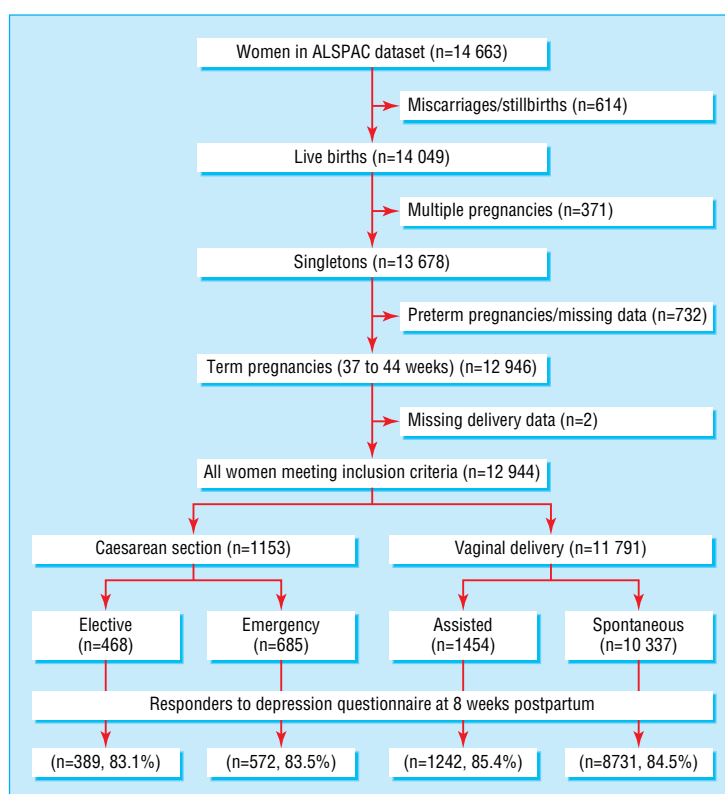 Women in ALSPAC dataset (n=14 663)
Miscarriages/stillbirths (n=614)
Live births (n=14 049)
Multiple pregnancies (n=371)
Singletons (n=13 678)
Preterm pregnancies/missing data (n=732)
Term pregnancies (37 to 44 weeks) (n=12 946)
Missing delivery data (n=2)
All women meeting inclusion criteria (n=12 944)
Caesarean section (n=1153)
Vaginal delivery (n=11 791)
Elective
(n=468)
Emergency
(n=685)
Assisted
(n=1454)
Spontaneous
(n=10 337)
Responders to depression questionnaire at 8 weeks postpartum
(n=389, 83.1%)
(n=572, 83.5%)
(n=1242, 85.4%)
(n=8731, 84.5%)